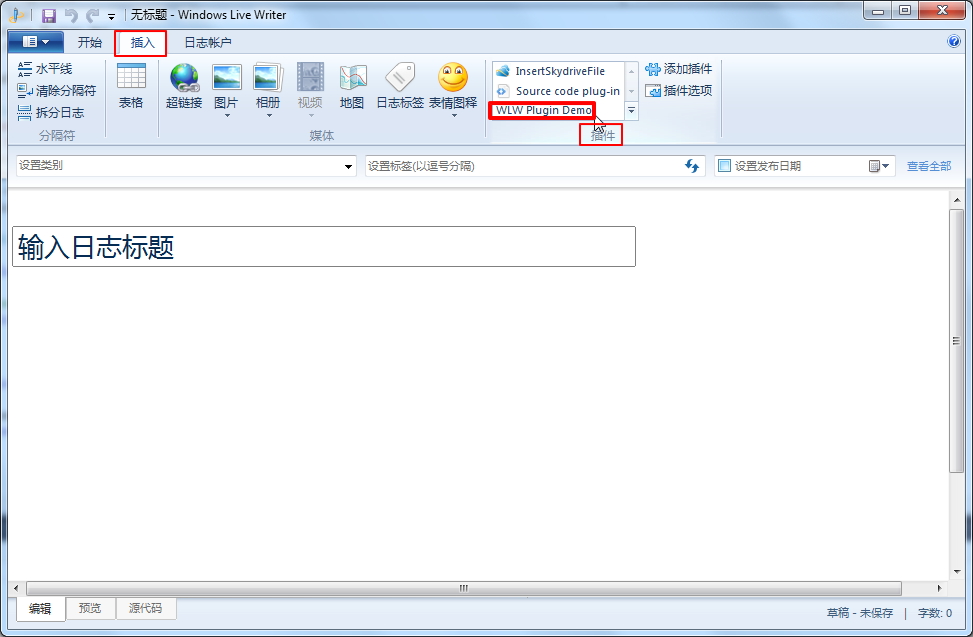 无标题 - Windows Live Writer
开始 插入 日志帐户
水平线
清除分隔符
拆分日志
分隔符
表格
超链接 图片 相册 视频 地图 日志标签 表情图释
媒体
InsertSkydriveFile
Source code plug-in
WLW Plugin Demo
插件
添加插件
插件选项
设置类别 设置标签(以逗号分隔) 设置发布日期 查看全部
输入日志标题
编辑 预览 源代码
草稿 - 未保存 | 字数: 0